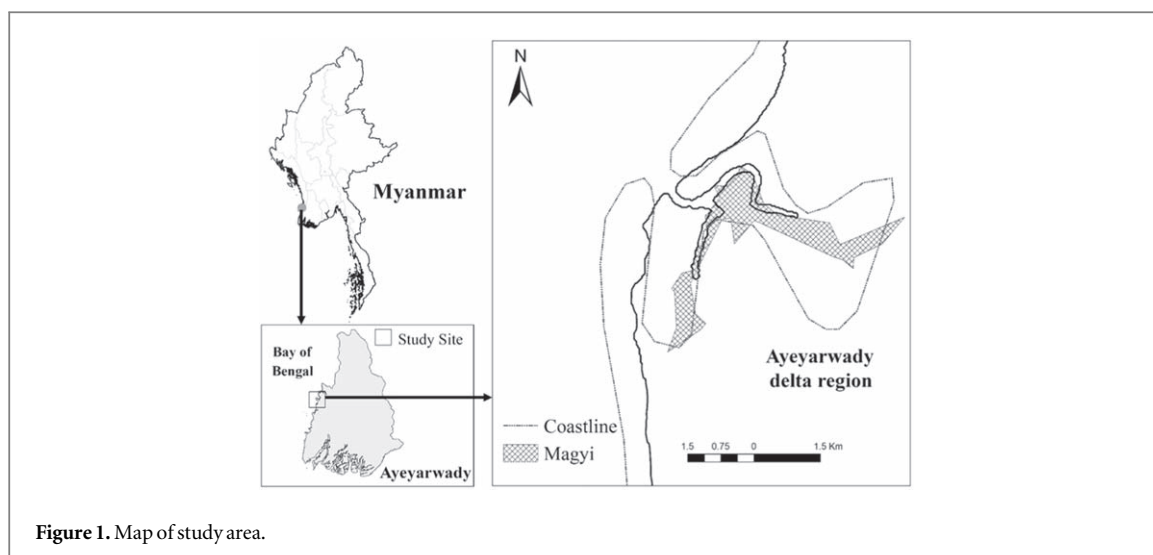 Myanmar
Bay of
Bengal
Study Site
Ayeyarwady
N
Ayeyarwady
delta region
Coastline
Magyi
1.5 0.75 0 1.5 Km
Figure 1. Map of study area.